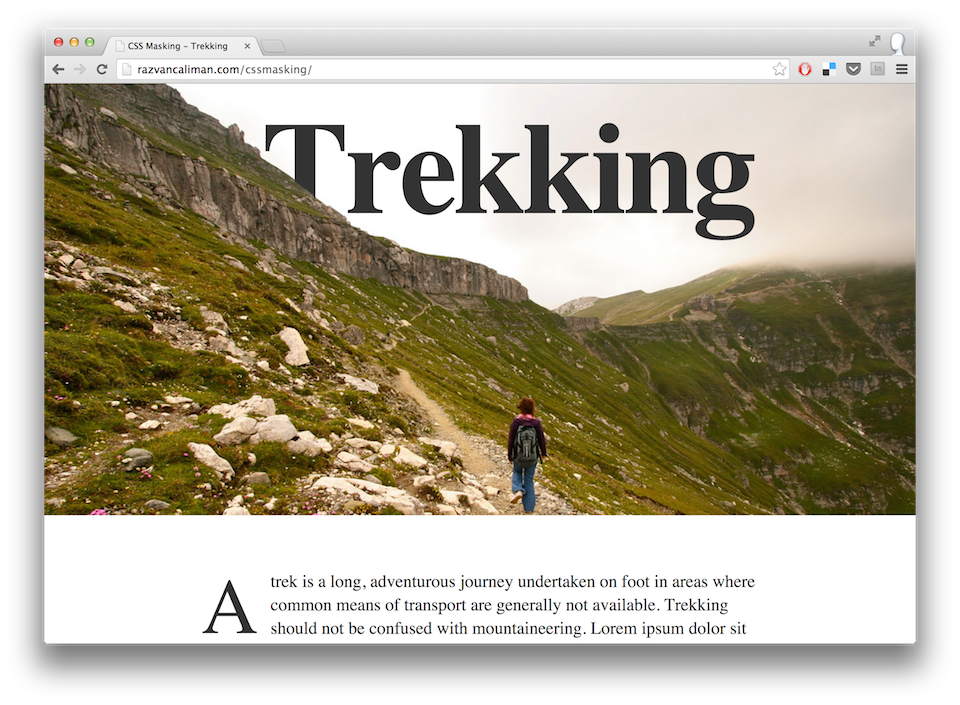 CSS Masking – Trekking
razvancaliman.com/cssmasking/
Trekking
A trek is a long, adventurous journey undertaken on foot in areas where
common means of transport are generally not available. Trekking
should not be confused with mountaineering. Lorem ipsum dolor sit